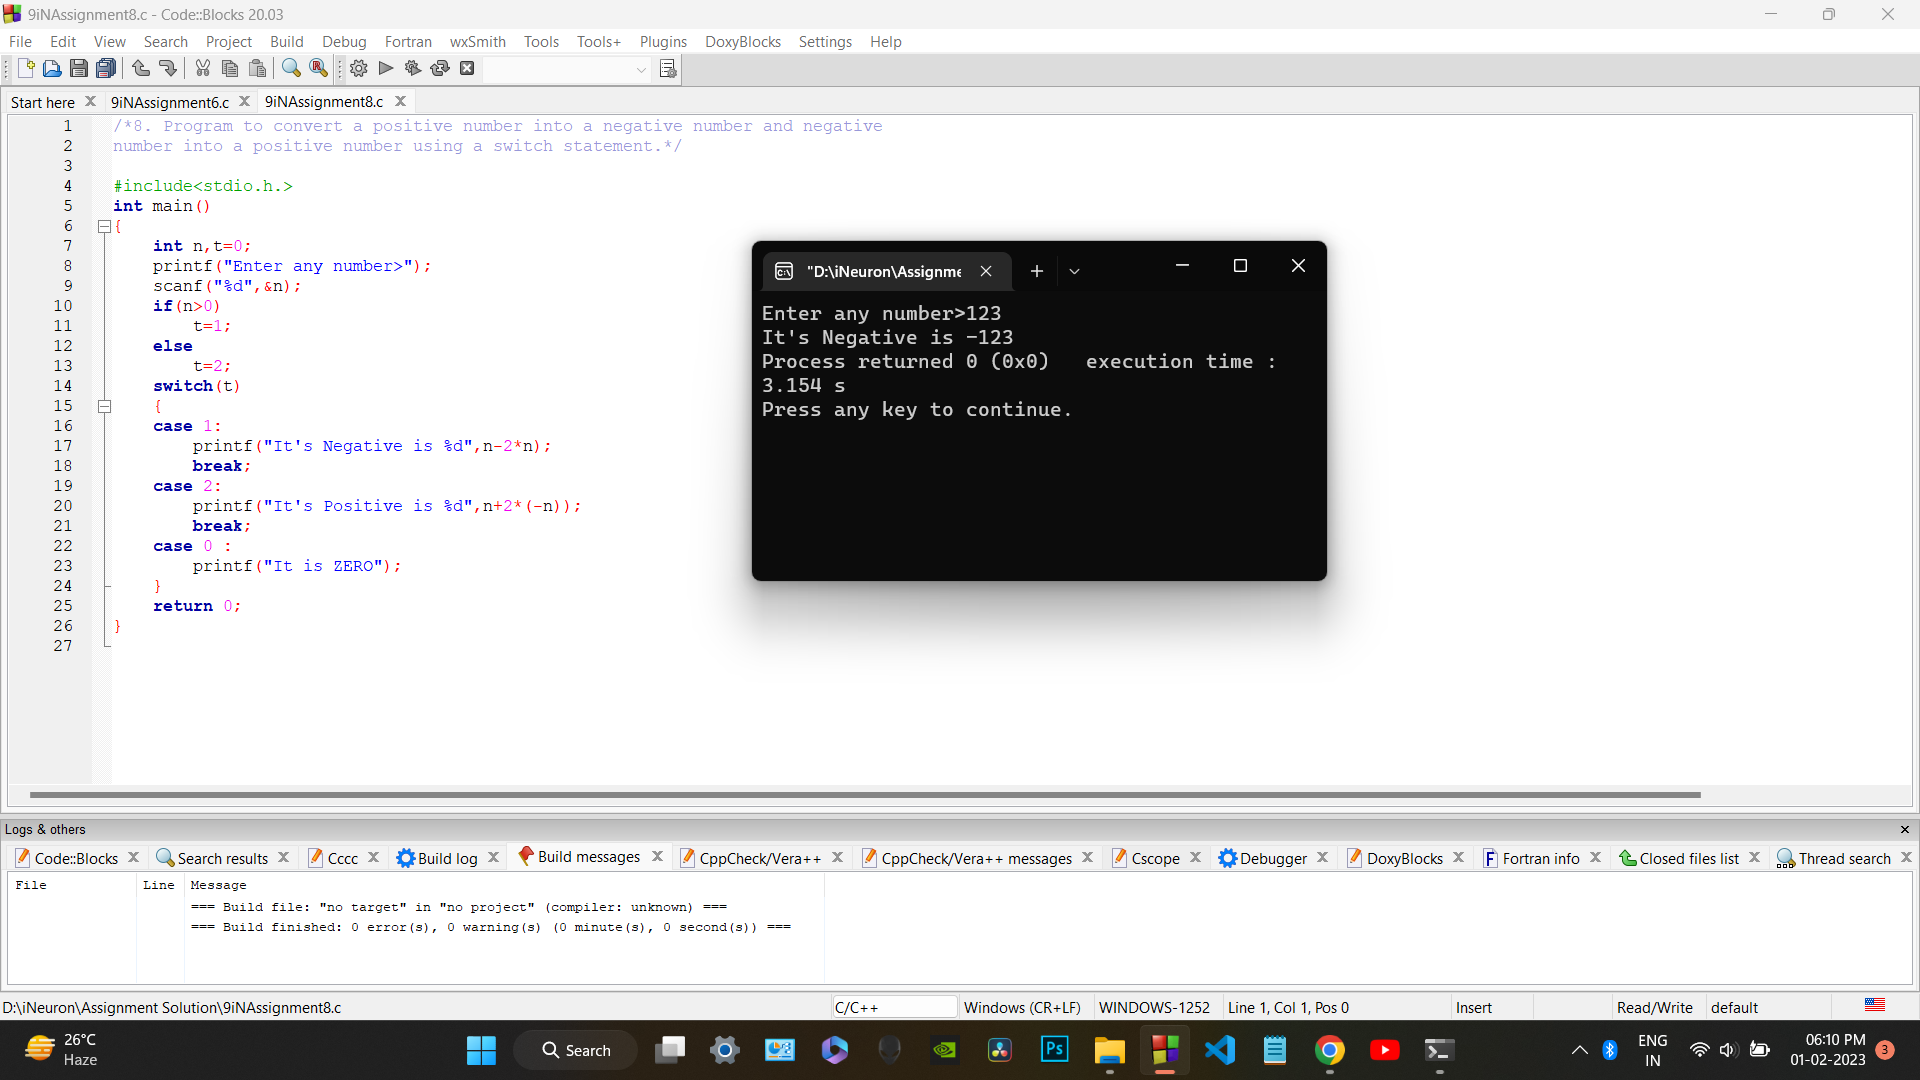 9iNAssignment8.c - Code::Blocks 20.03
File Edit View Search Project Build Debug Fortran wxSmith Tools Tools+ Plugins DoxyBlocks Settings Help
Start here 9iNAssignment6.c 9iNAssignment8.c
1 /*8. Program to convert a positive number into a negative number and negative
2 number into a positive number using a switch statement.*/
3
4 #include<stdio.h.>
5 int main()
6 {
7 int n,t=0;
8 printf("Enter any number>");
9 scanf("%d",&n);
10 if(n>0)
11 t=1;
12 else
13 t=2;
14 switch(t)
15 {
16 case 1:
17 printf("It's Negative is %d",n-2*n);
18 break;
19 case 2:
20 printf("It's Positive is %d",n+2*(-n));
21 break;
22 case 0 :
23 printf("It is ZERO");
24 }
25 return 0;
26 }
27
"D:\iNeuron\Assignme
Enter any number>123
It's Negative is -123
Process returned 0 (0x0)   execution time :
3.154 s
Press any key to continue.
Logs & others
Code::Blocks Search results Cccc Build log Build messages CppCheck/Vera++ CppCheck/Vera++ messages Cscope Debugger DoxyBlocks Fortran info Closed files list Thread search
File Line Message
=== Build file: "no target" in "no project" (compiler: unknown) ===
=== Build finished: 0 error(s), 0 warning(s) (0 minute(s), 0 second(s)) ===
D:\iNeuron\Assignment Solution\9iNAssignment8.c C/C++ Windows (CR+LF) WINDOWS-1252 Line 1, Col 1, Pos 0 Insert Read/Write default
26°C
Haze
Search
Ps
ENG
IN
06:10 PM
01-02-2023
3